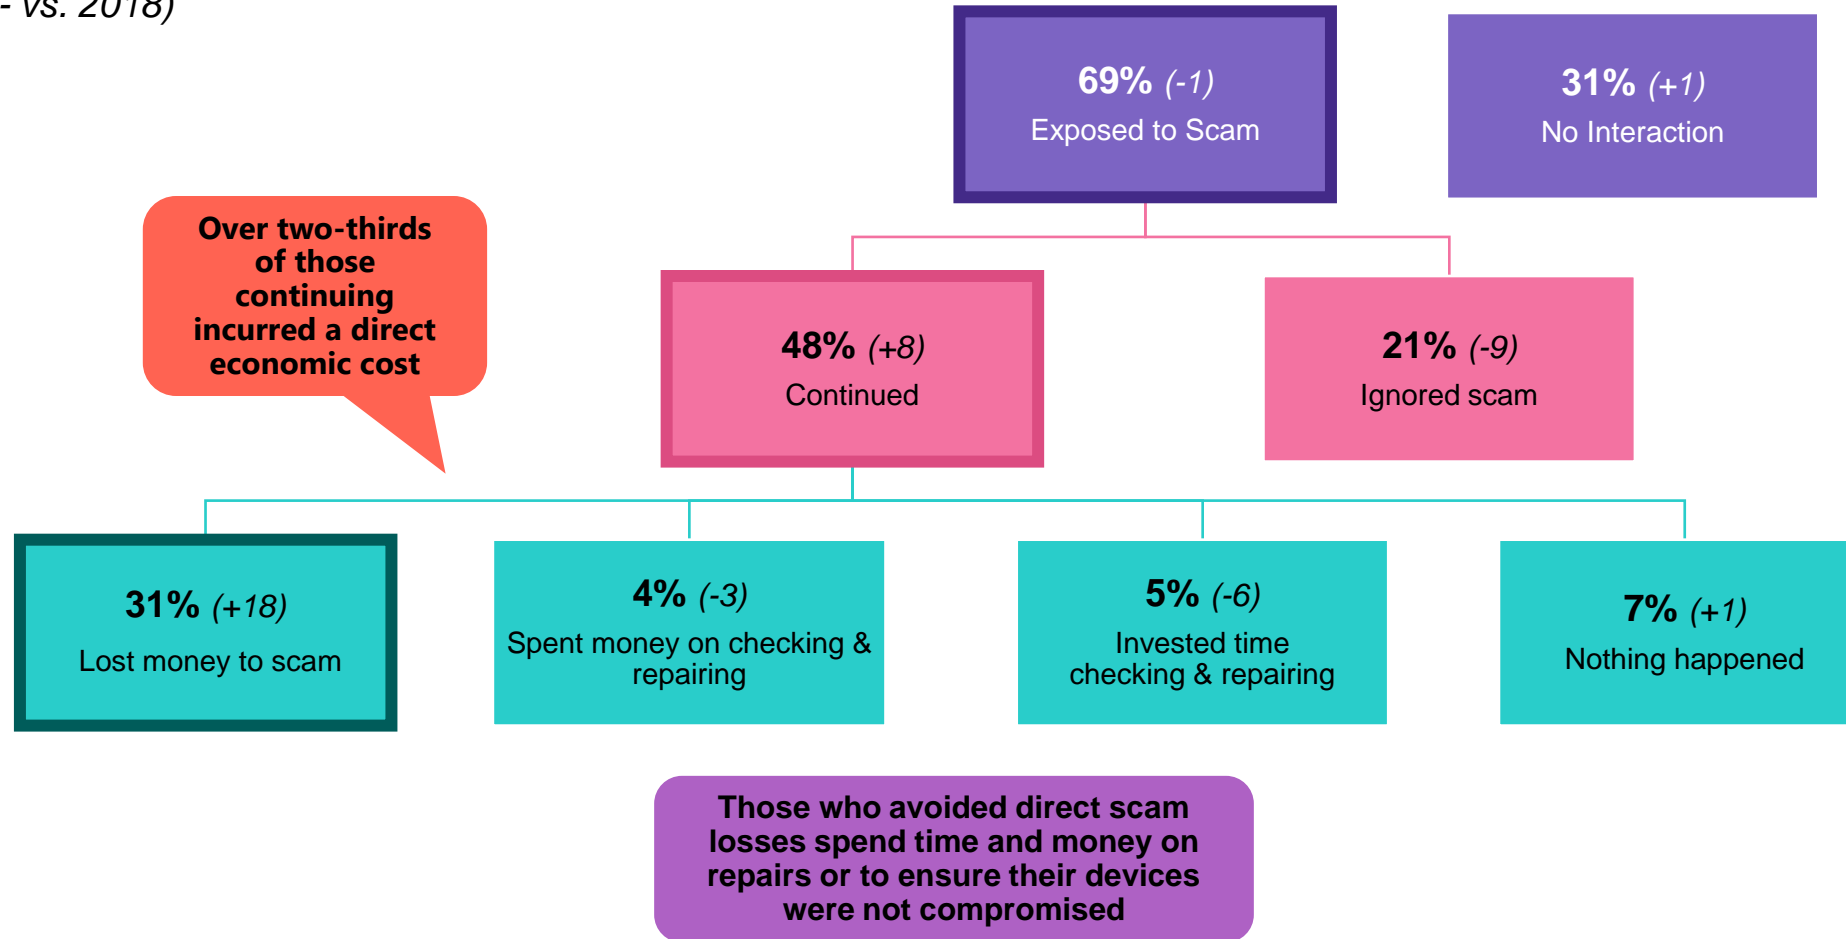 - vs. 2018)
69% (-1)
Exposed to Scam
31% (+1)
No Interaction
Over two-thirds
of those
continuing
incurred a direct
economic cost
48% (+8)
Continued
21% (-9)
Ignored scam
31% (+18)
Lost money to scam
4% (-3)
Spent money on checking &
repairing
5% (-6)
Invested time
checking & repairing
7% (+1)
Nothing happened
Those who avoided direct scam
losses spend time and money on
repairs or to ensure their devices
were not compromised